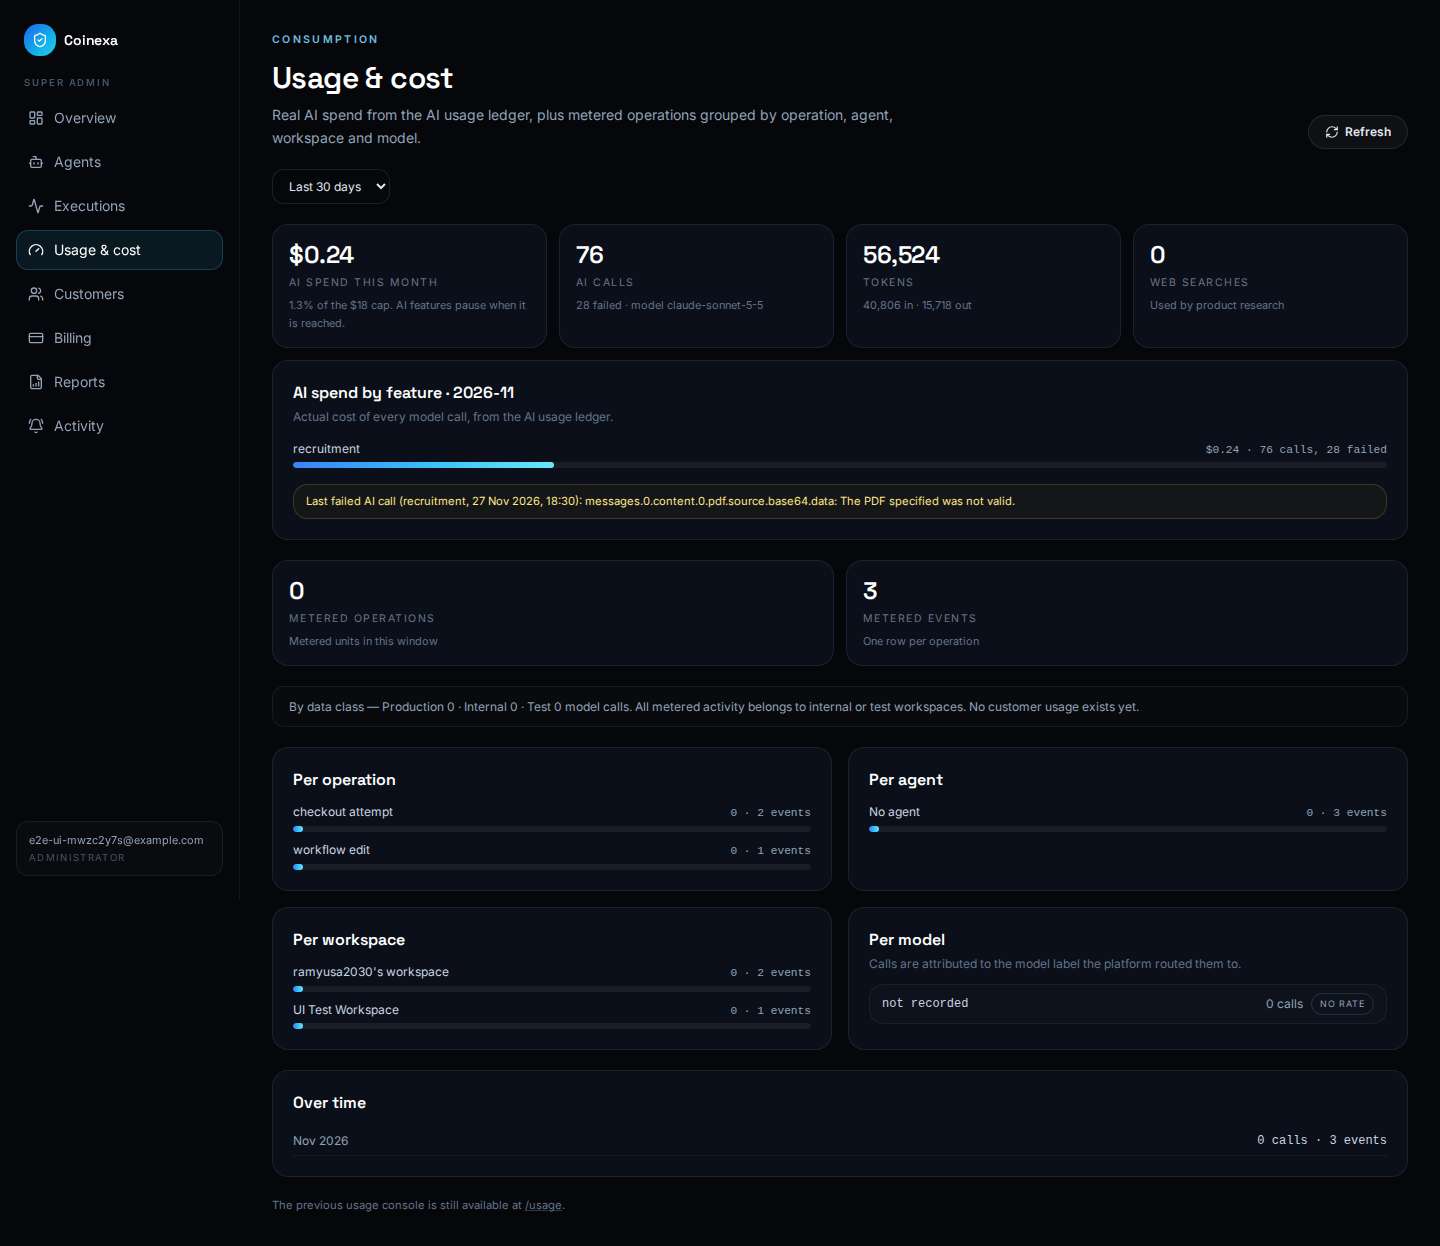 Coinexa
SUPER ADMIN
Overview
Agents
Executions
Usage & cost
Customers
Billing
Reports
Activity
e2e-ui-mwzc2y7s@example.com
ADMINISTRATOR
CONSUMPTION
Usage & cost
Real AI spend from the AI usage ledger, plus metered operations grouped by operation, agent,
workspace and model.
Refresh
Last 30 days
$0.24
AI SPEND THIS MONTH
1.3% of the $18 cap. AI features pause when it
is reached.
76
AI CALLS
28 failed · model claude-sonnet-5-5
56,524
TOKENS
40,806 in · 15,718 out
0
WEB SEARCHES
Used by product research
AI spend by feature · 2026-11
Actual cost of every model call, from the AI usage ledger.
recruitment
$0.24 · 76 calls, 28 failed
Last failed AI call (recruitment, 27 Nov 2026, 18:30): messages.0.content.0.pdf.source.base64.data: The PDF specified was not valid.
0
METERED OPERATIONS
Metered units in this window
3
METERED EVENTS
One row per operation
By data class — Production 0 · Internal 0 · Test 0 model calls. All metered activity belongs to internal or test workspaces. No customer usage exists yet.
Per operation
checkout attempt
0 · 2 events
workflow edit
0 · 1 events
Per agent
No agent
0 · 3 events
Per workspace
ramyusa2030's workspace
0 · 2 events
UI Test Workspace
0 · 1 events
Per model
Calls are attributed to the model label the platform routed them to.
not recorded
0 calls
NO RATE
Over time
Nov 2026
0 calls · 3 events
The previous usage console is still available at /usage.